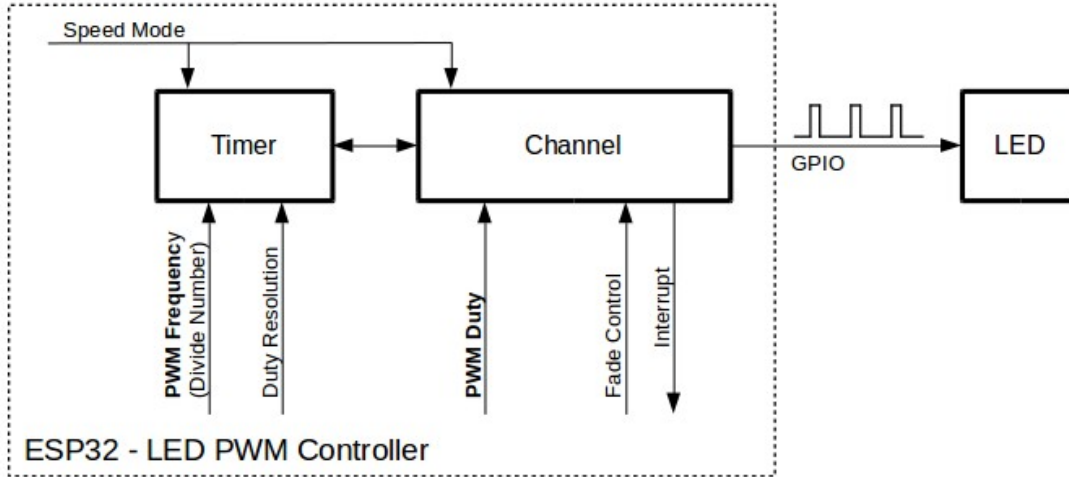 Speed Mode
Timer
Channel
GPIO
LED
PWM Frequency
(Divide Number)
Duty Resolution
PWM Duty
Fade Control
Interrupt
ESP32 - LED PWM Controller